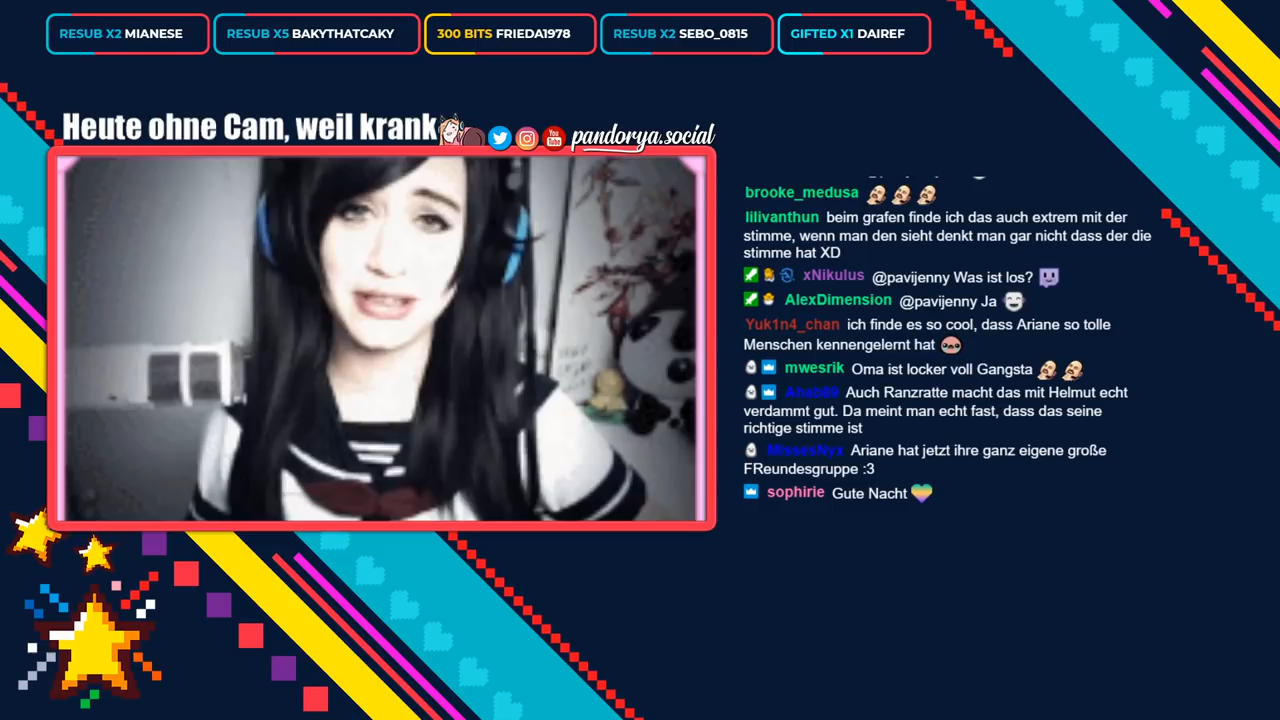 RESUB X2 MIANESE
RESUB X5 BAKYTHATCAKY
300 BITS FRIEDA1978
RESUB X2 SEBO_0815
GIFTED X1 DAIREF
Heute ohne Cam, weil krank
pandorya.social
brooke_medusa
lilivanthun beim grafen finde ich das auch extrem mit der
stimme, wenn man den sieht denkt man gar nicht dass der die
stimme hat XD
xNikulus @pavijenny Was ist los?
AlexDimension @pavijenny Ja
Yuk1n4_chan ich finde es so cool, dass Ariane so tolle
Menschen kennengelernt hat
mwesrik Oma ist locker voll Gangsta
Ahab89 Auch Ranzratte macht das mit Helmut echt
verdammt gut. Da meint man echt fast, dass das seine
richtige stimme ist
MissesNyx Ariane hat jetzt ihre ganz eigene große
FReundesgruppe :3
sophirie Gute Nacht